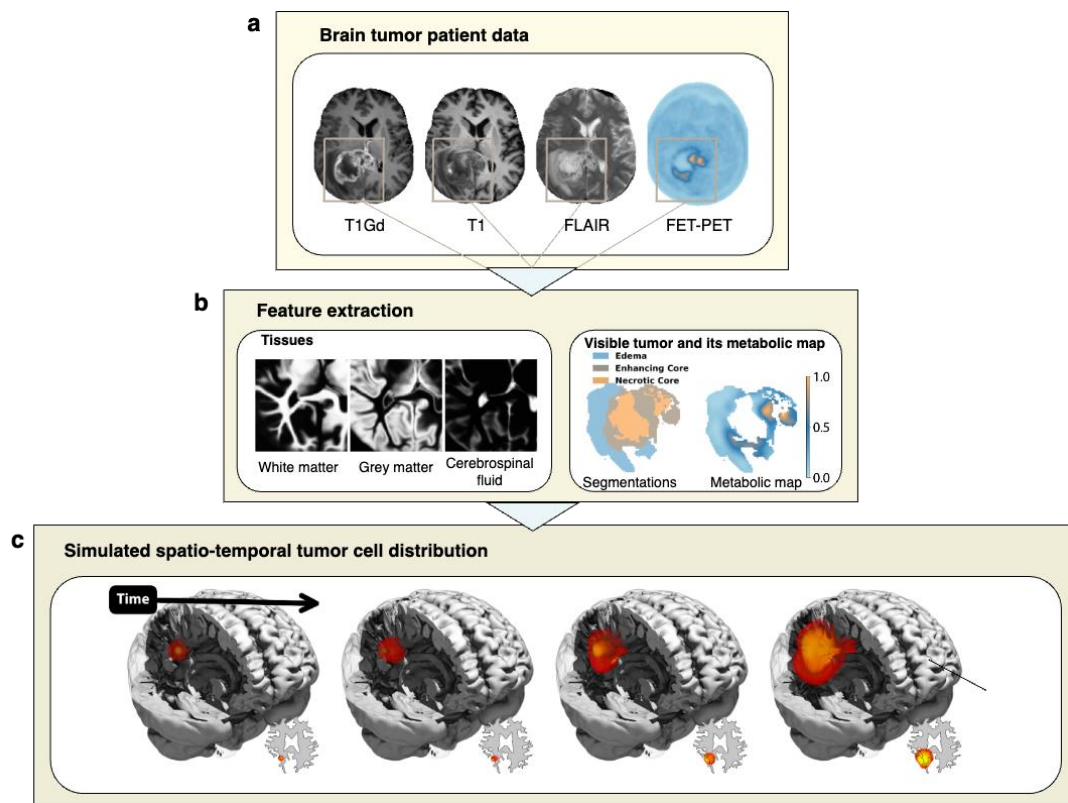 a
Brain tumor patient data
T1Gd
T1
FLAIR
FET-PET
b
Feature extraction
Tissues
White matter
Grey matter
Cerebrospinal
fluid
Visible tumor and its metabolic map
Edema
Enhancing Core
Necrotic Core
Segmentations
1.0
0.5
0.0
Metabolic map
c
Simulated spatio-temporal tumor cell distribution
Time